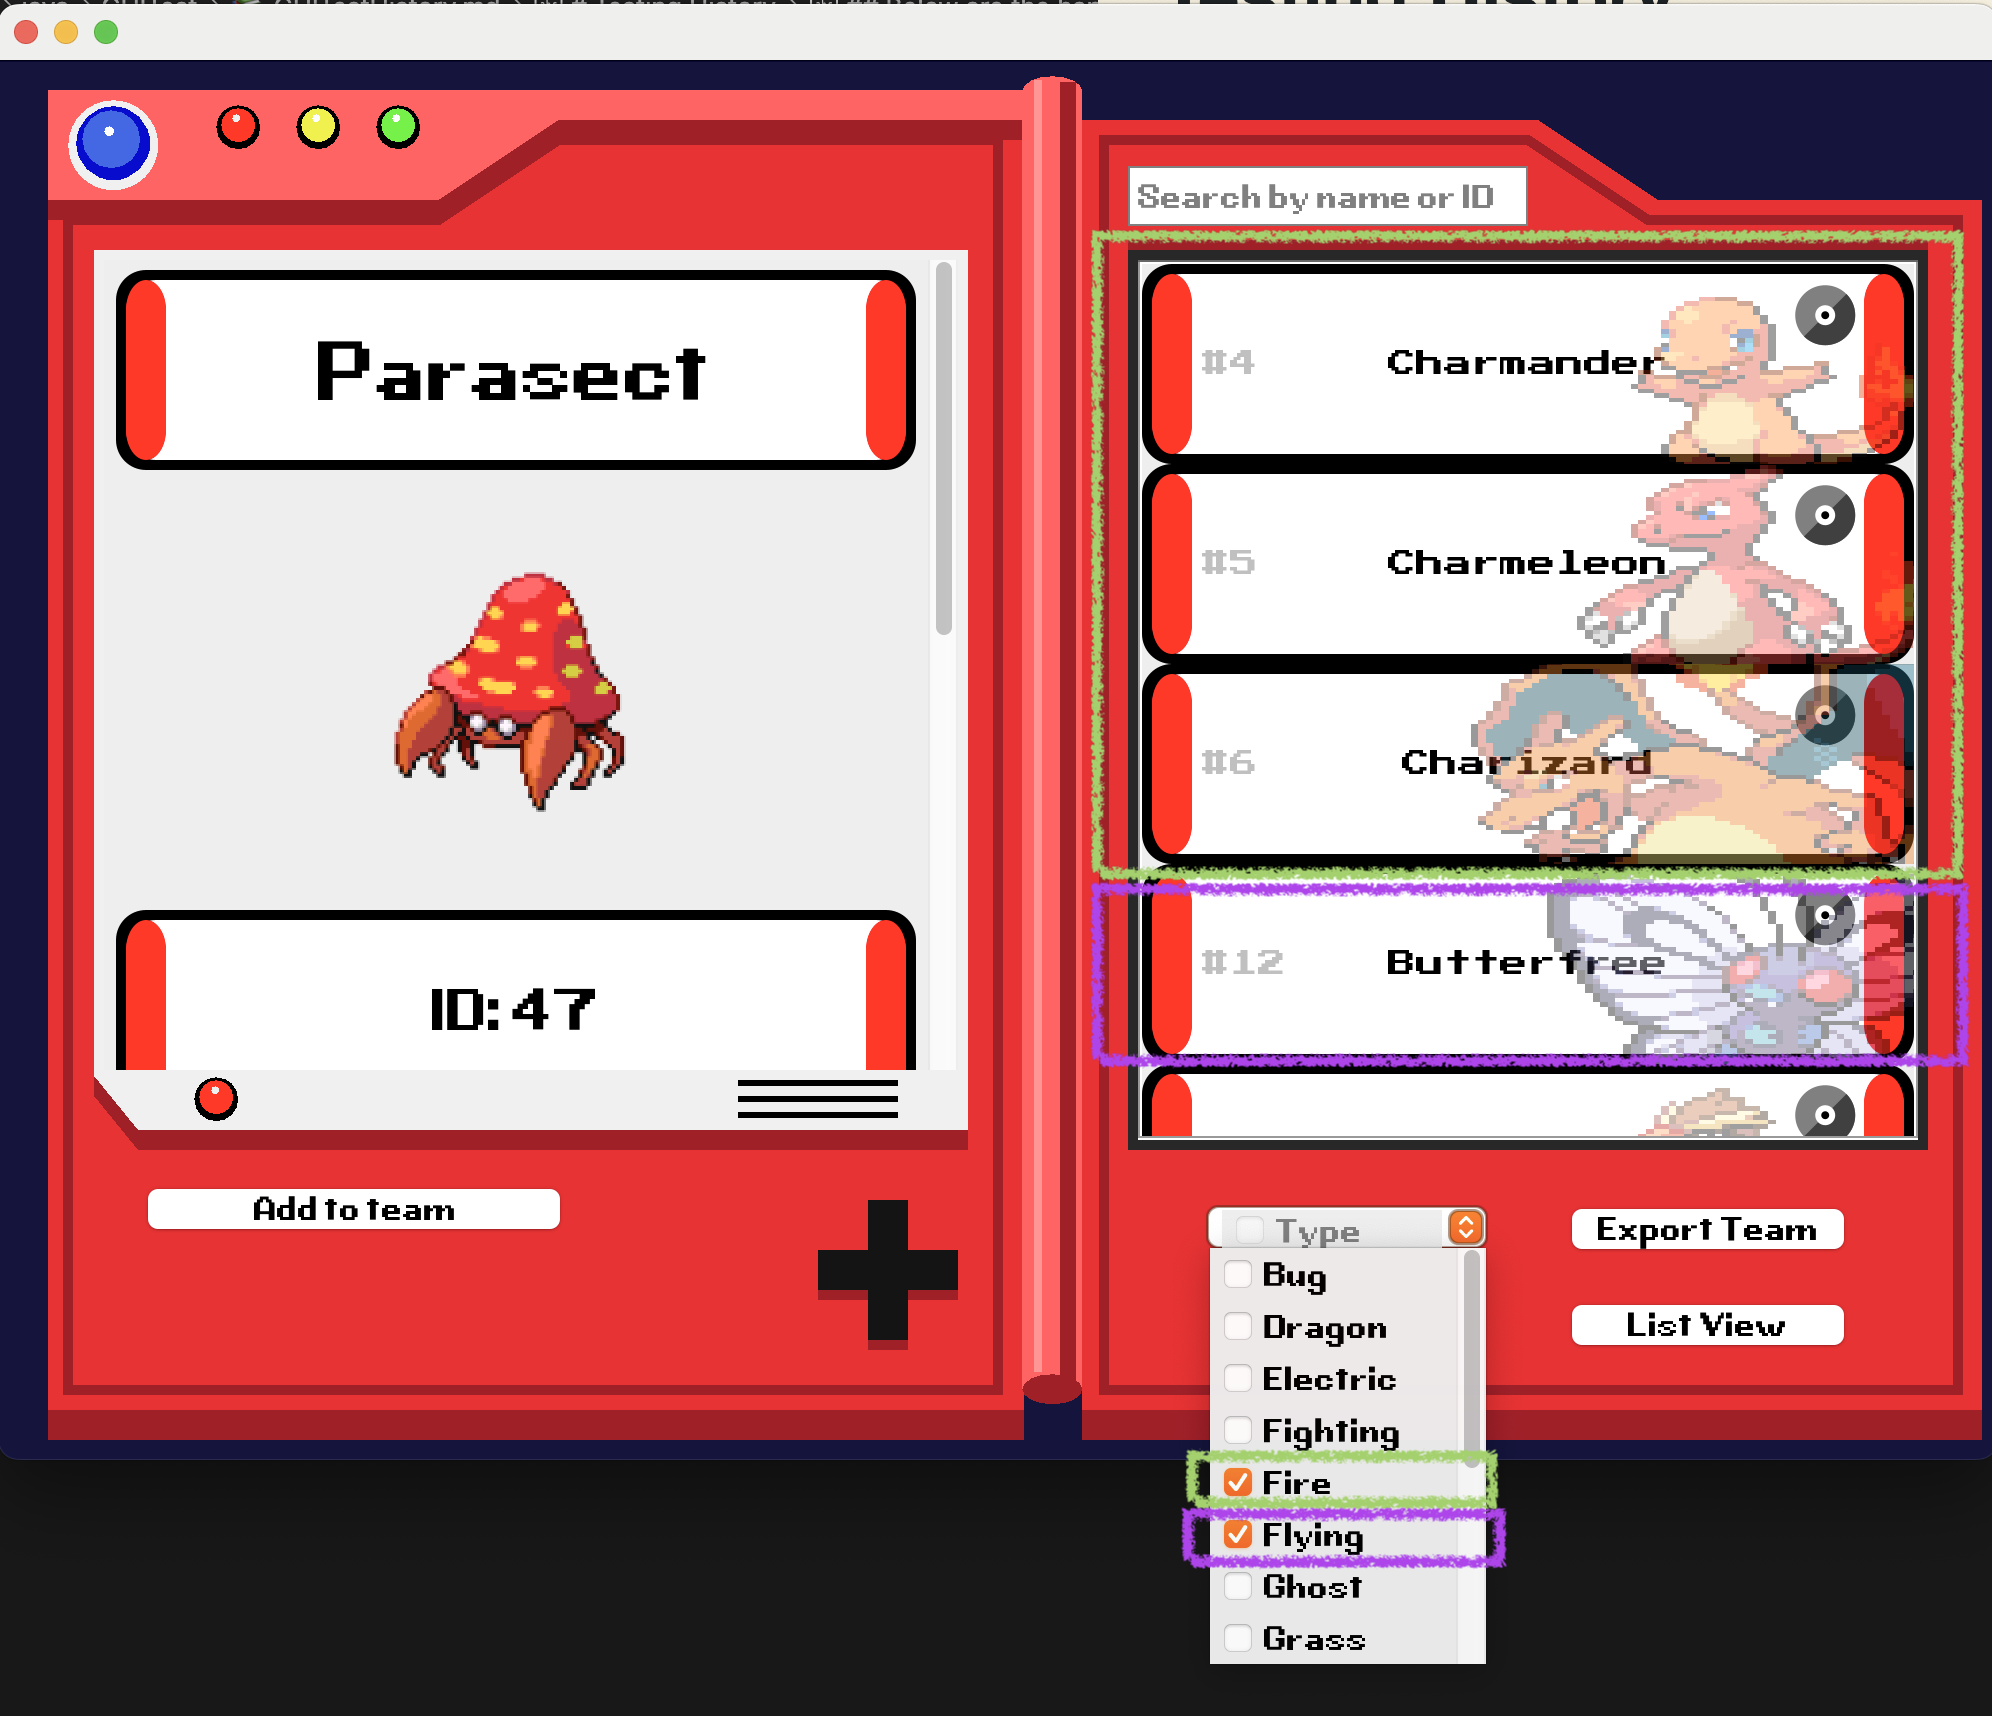 Search by name or ID
Parasect
ID: 47
Add to team
#4
Charmander
#5
Charmeleon
#6
Charizard
#12
Butterfree
Type
Bug
Dragon
Electric
Fighting
Fire
Flying
Ghost
Grass
Export Team
List View